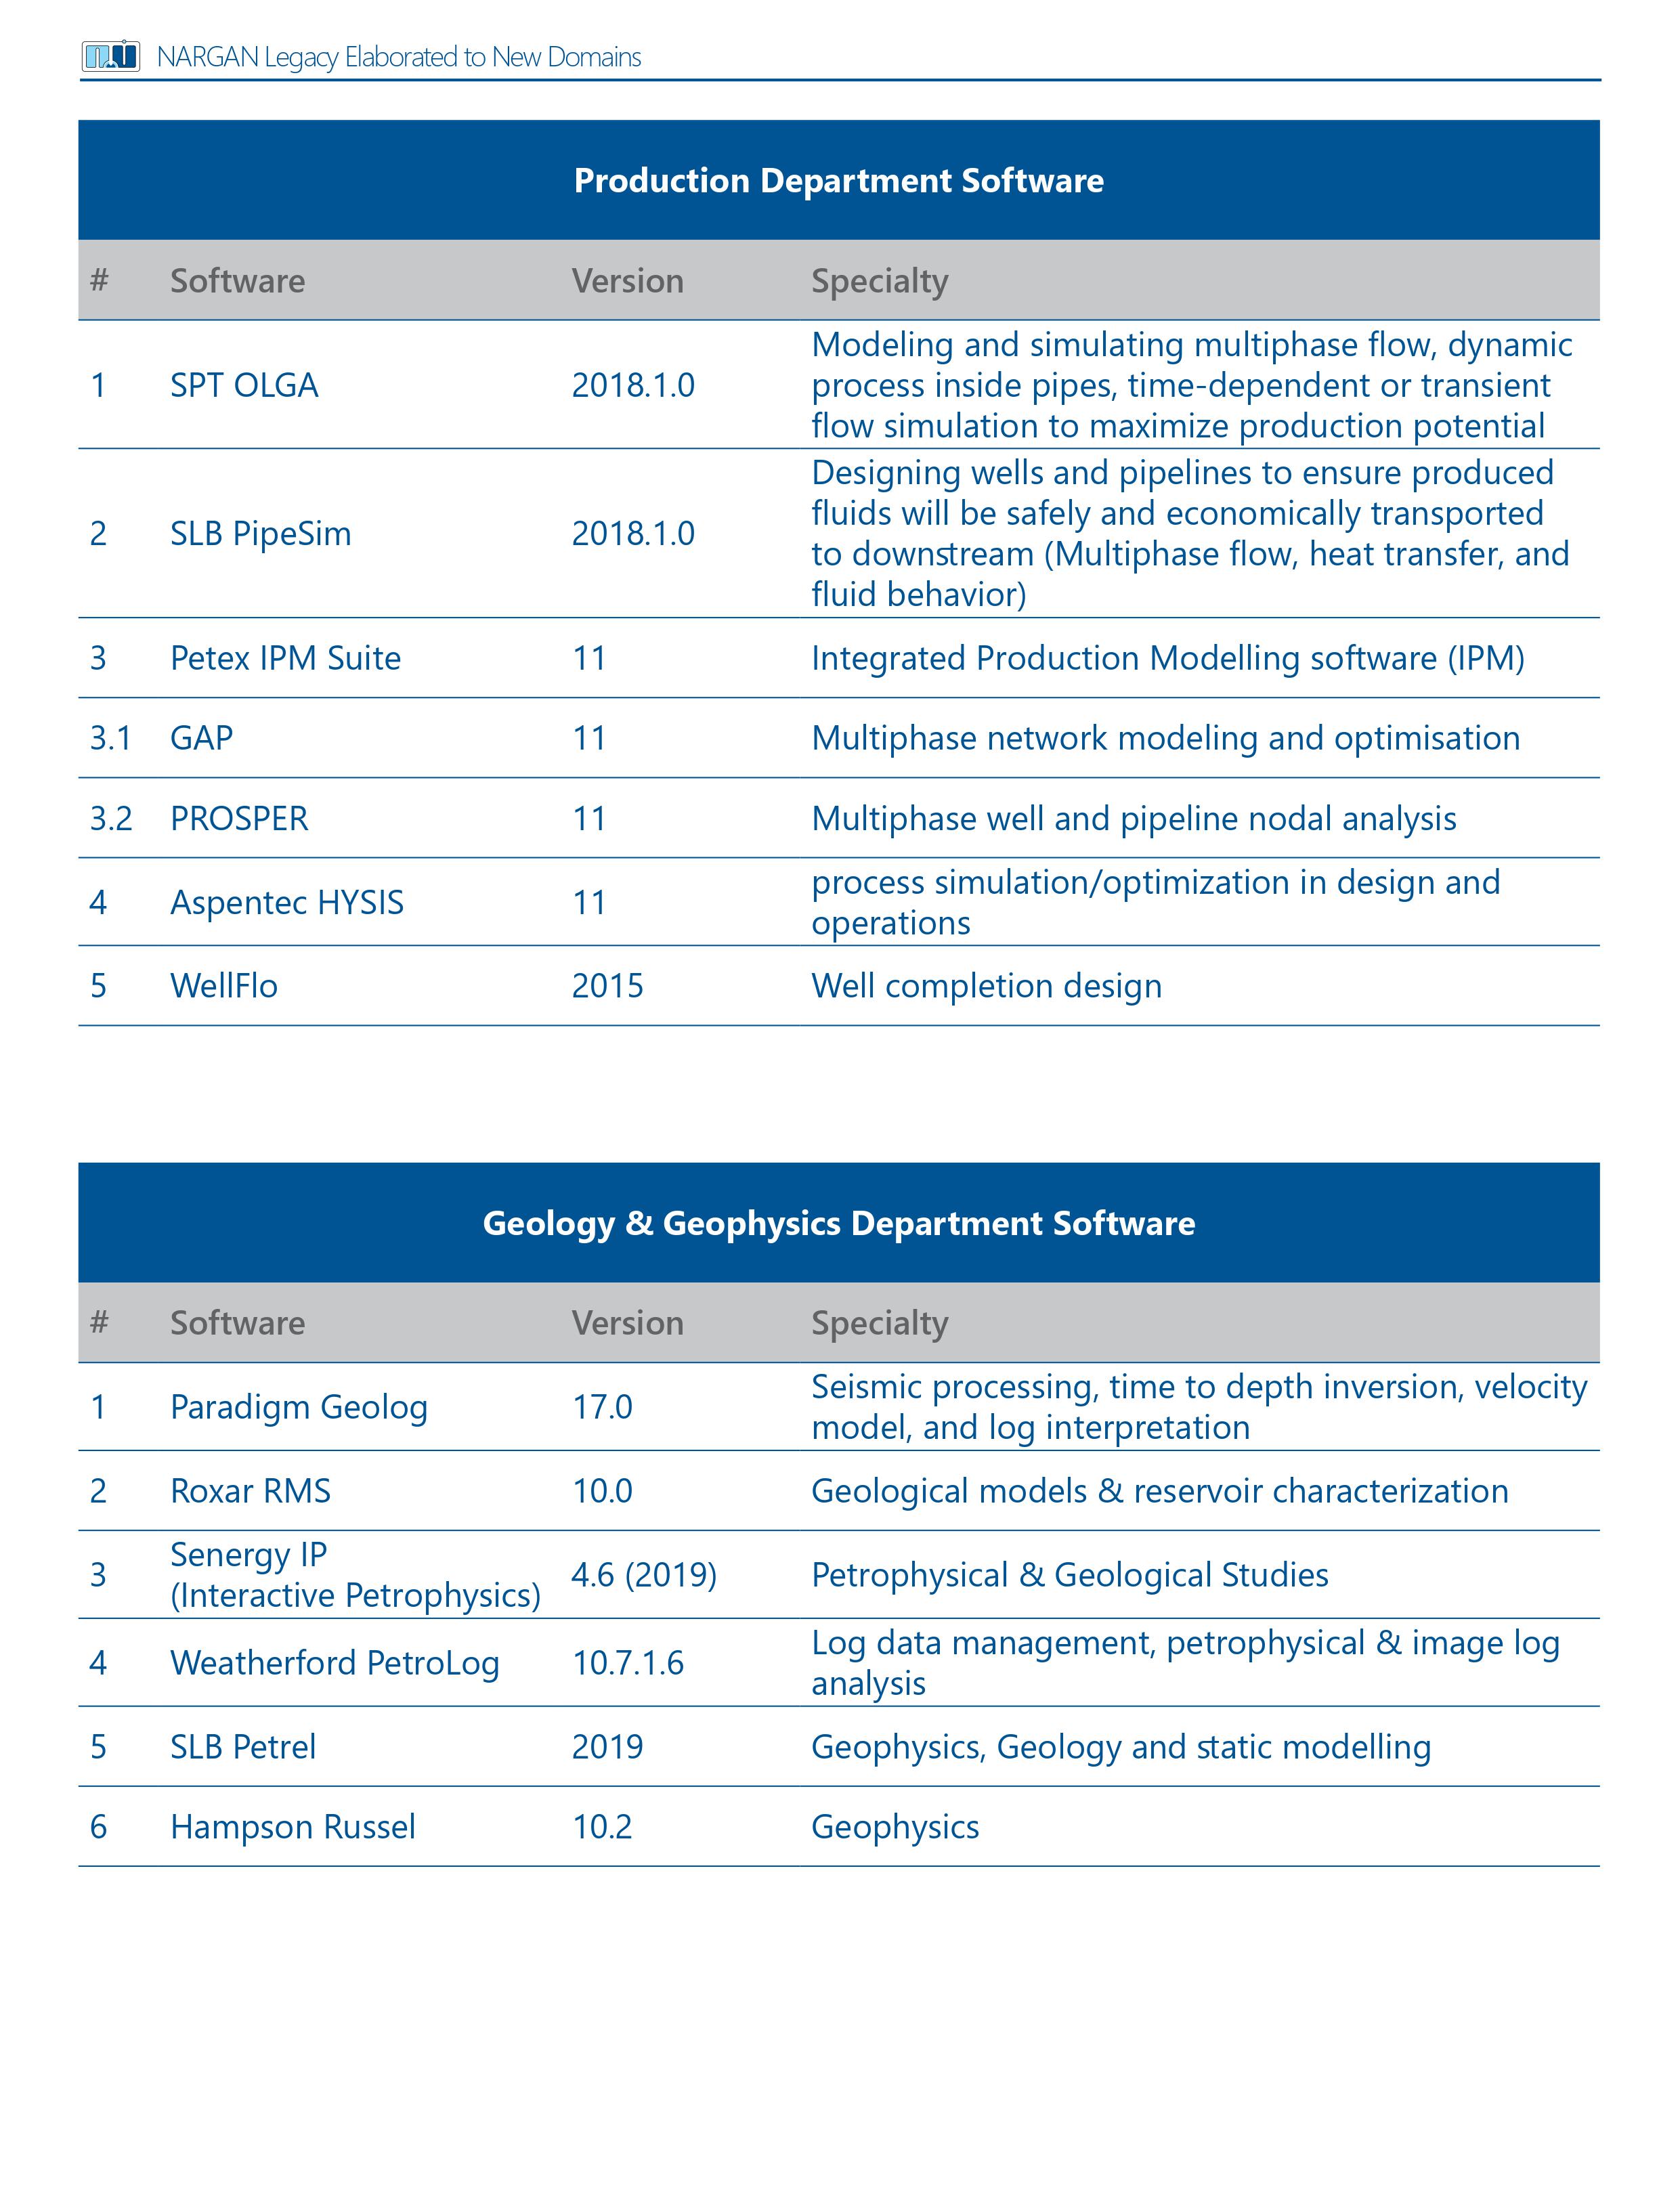 NARGAN Legacy Elaborated to New Domains
Production Department Software
# Software Version Specialty
1 SPT OLGA 2018.1.0 Modeling and simulating multiphase flow, dynamic
process inside pipes, time-dependent or transient
flow simulation to maximize production potential
2 SLB PipeSim 2018.1.0 Designing wells and pipelines to ensure produced
fluids will be safely and economically transported
to downstream (Multiphase flow, heat transfer, and
fluid behavior)
3 Petex IPM Suite 11 Integrated Production Modelling software (IPM)
3.1 GAP 11 Multiphase network modeling and optimisation
3.2 PROSPER 11 Multiphase well and pipeline nodal analysis
4 Aspentec HYSIS 11 process simulation/optimization in design and
operations
5 WellFlo 2015 Well completion design
Geology & Geophysics Department Software
# Software Version Specialty
1 Paradigm Geolog 17.0 Seismic processing, time to depth inversion, velocity
model, and log interpretation
2 Roxar RMS 10.0 Geological models & reservoir characterization
3 Senergy IP
(Interactive Petrophysics) 4.6 (2019) Petrophysical & Geological Studies
4 Weatherford PetroLog 10.7.1.6 Log data management, petrophysical & image log
analysis
5 SLB Petrel 2019 Geophysics, Geology and static modelling
6 Hampson Russel 10.2 Geophysics